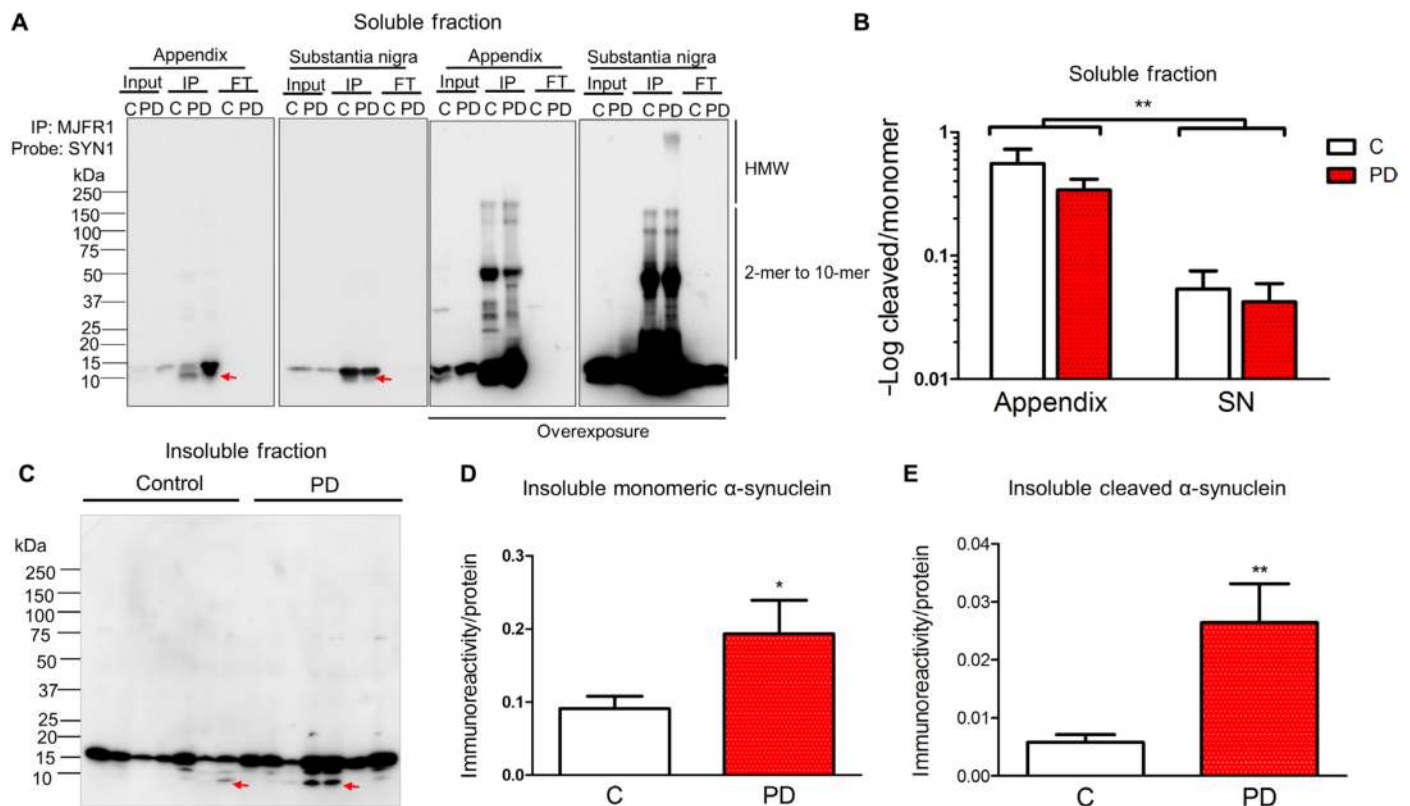 A
Soluble fraction
Appendix Substantia nigra Appendix Substantia nigra
Input IP FT Input IP FT Input IP FT Input IP FT
C PD C PD C PD C PD C PD C PD C PD C PD C PD C PD C PD C PD
IP: MJFR1
Probe: SYN1
kDa
250
150
100
75
50
37
25
20
15
10
HMW
2-mer to 10-mer
Overexposure
B
Soluble fraction
**
C
PD
−Log cleaved/monomer
1
0.1
0.01
Appendix SN
C
Insoluble fraction
Control PD
kDa
250
150
100
75
50
37
25
20
15
10
D
Insoluble monomeric α-synuclein
Immunoreactivity/protein
0.3
0.2
0.1
0.0
*
C PD
E
Insoluble cleaved α-synuclein
Immunoreactivity/protein
0.04
0.03
0.02
0.01
0.00
**
C PD